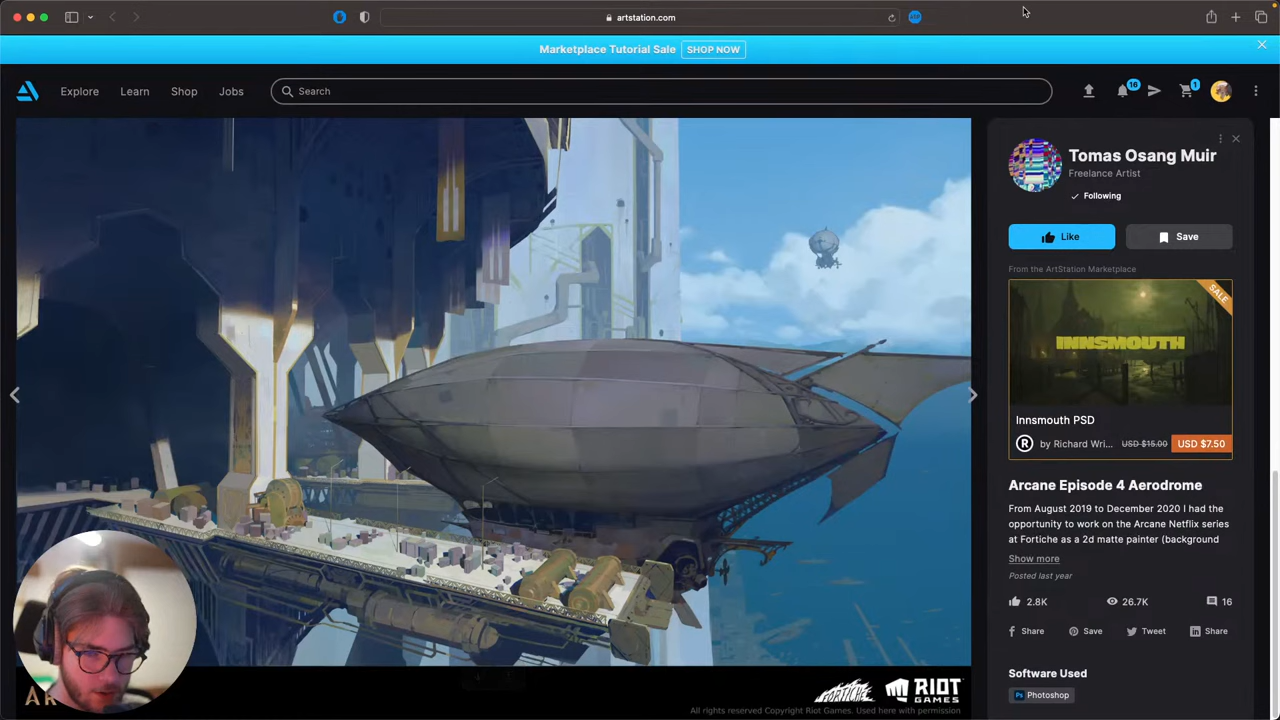 artstation.com
Marketplace Tutorial Sale SHOP NOW
Explore Learn Shop Jobs Search 16 1
Tomas Osang Muir
Freelance Artist
Following
Like Save
From the ArtStation Marketplace
SALE
INNSMOUTH
Innsmouth PSD
R by Richard Wri... USD $15.00 USD $7.50
Arcane Episode 4 Aerodrome
From August 2019 to December 2020 I had the
opportunity to work on the Arcane Netflix series
at Fortiche as a 2d matte painter (background
Show more
Posted last year
2.8K 26.7K 16
Share Save Tweet Share
Software Used
Ps Photoshop
AR
FORTICHE RIOT GAMES
All rights reserved Copyright Riot Games. Used here with permission